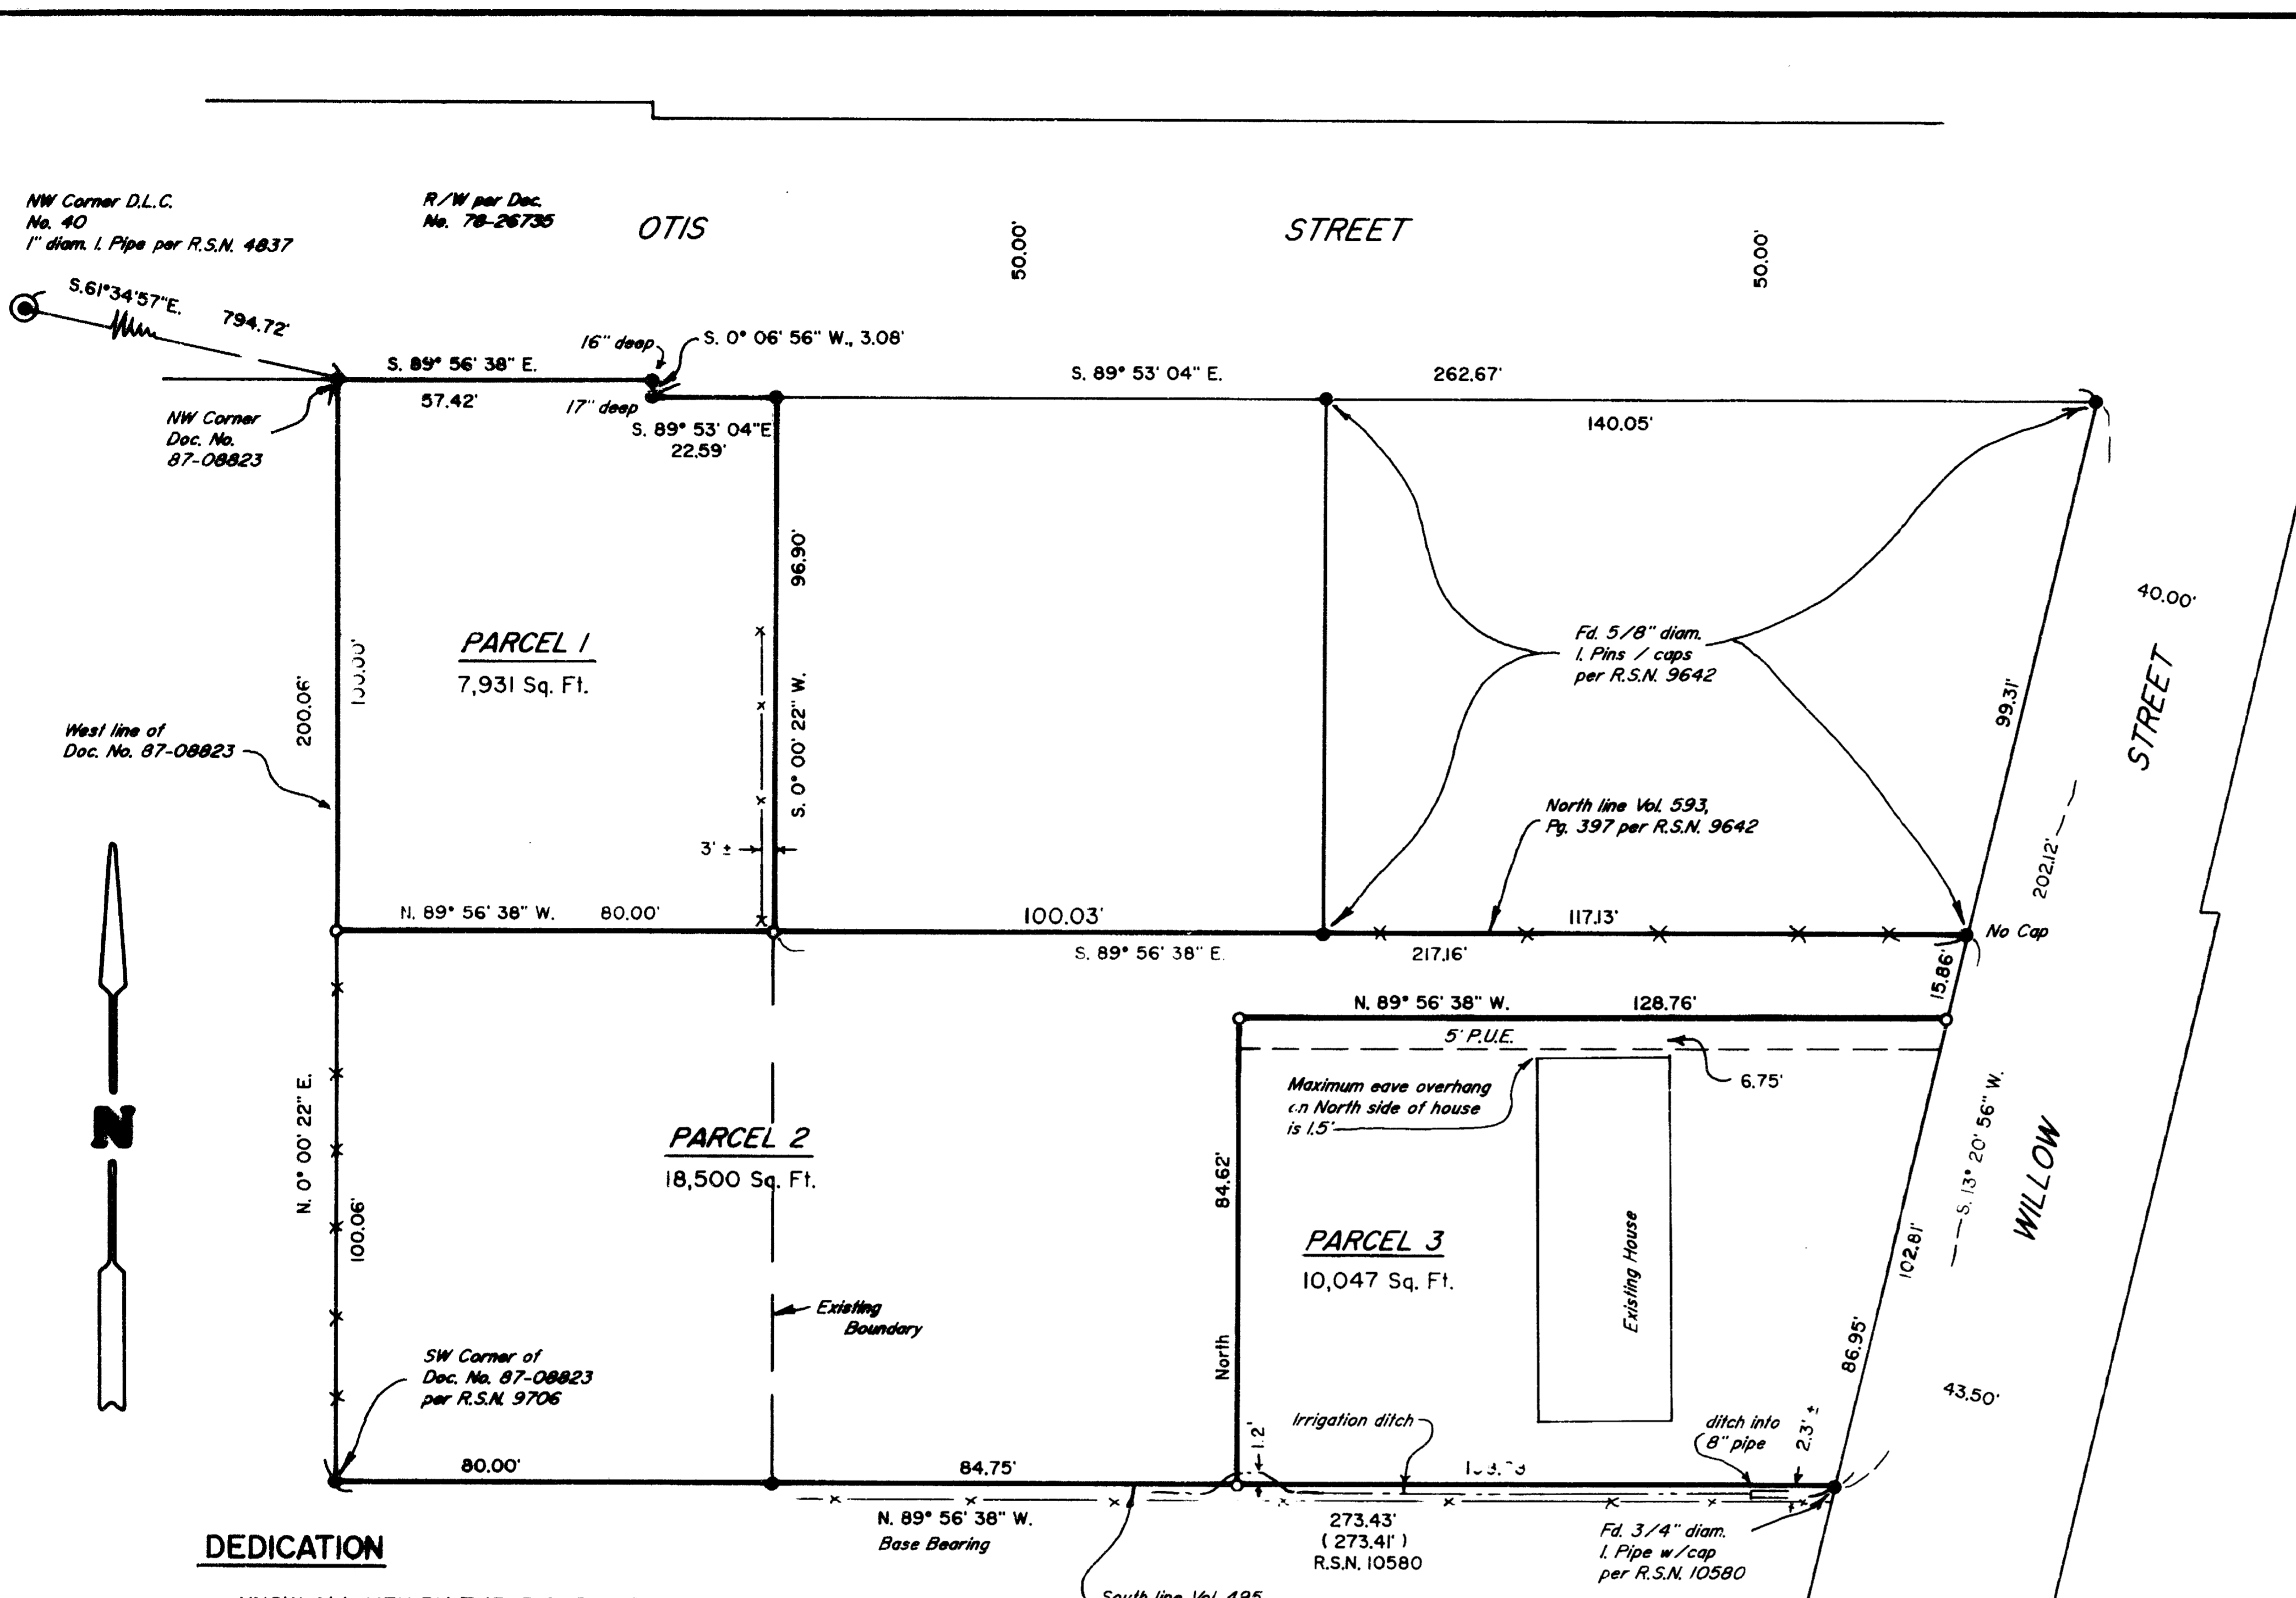 NW Corner D.L.C.
No. 40
1" diam. I. Pipe per R.S.N. 4837
R/W per Doc.
No. 78-26735
OTIS STREET
50.00'
50.00'
S.61°34'57"E. 794.72'
16" deep
S. 0° 06' 56" W., 3.08'
S. 89° 56' 38" E.
57.42'
17" deep
S. 89° 53' 04"E
22.59'
S. 89° 53' 04" E. 262.67'
140.05'
NW Corner
Doc. No.
87-08823
96.90'
S. 0° 00' 22" W.
PARCEL 1
7,931 Sq. Ft.
200.06'
100.00'
West line of
Doc. No. 87-08823
3' ±
Fd. 5/8" diam.
I. Pins / caps
per R.S.N. 9642
40.00'
99.31'
STREET
North line Vol. 593,
Pg. 397 per R.S.N. 9642
202.12'
N. 89° 56' 38" W. 80.00'
100.03'
117.13'
No Cap
S. 89° 56' 38" E.
217.16'
15.86'
N. 89° 56' 38" W. 128.76'
5' P.U.E.
6.75'
Maximum eave overhang
on North side of house
is 1.5'
N
N. 0° 00' 22" E.
100.06'
PARCEL 2
18,500 Sq. Ft.
84.62'
North
PARCEL 3
10,047 Sq. Ft.
Existing House
S. 13° 20' 56" W.
WILLOW
102.81'
86.95'
43.50'
Existing
Boundary
SW Corner of
Doc. No. 87-08823
per R.S.N. 9706
Irrigation ditch
ditch into
8" pipe
2.3' ±
1.2'
80.00'
84.75'
N. 89° 56' 38" W.
Base Bearing
273.43'
( 273.41' )
R.S.N. 10580
Fd. 3/4" diam.
I. Pipe w/cap
per R.S.N. 10580
DEDICATION
South line Vol. 495